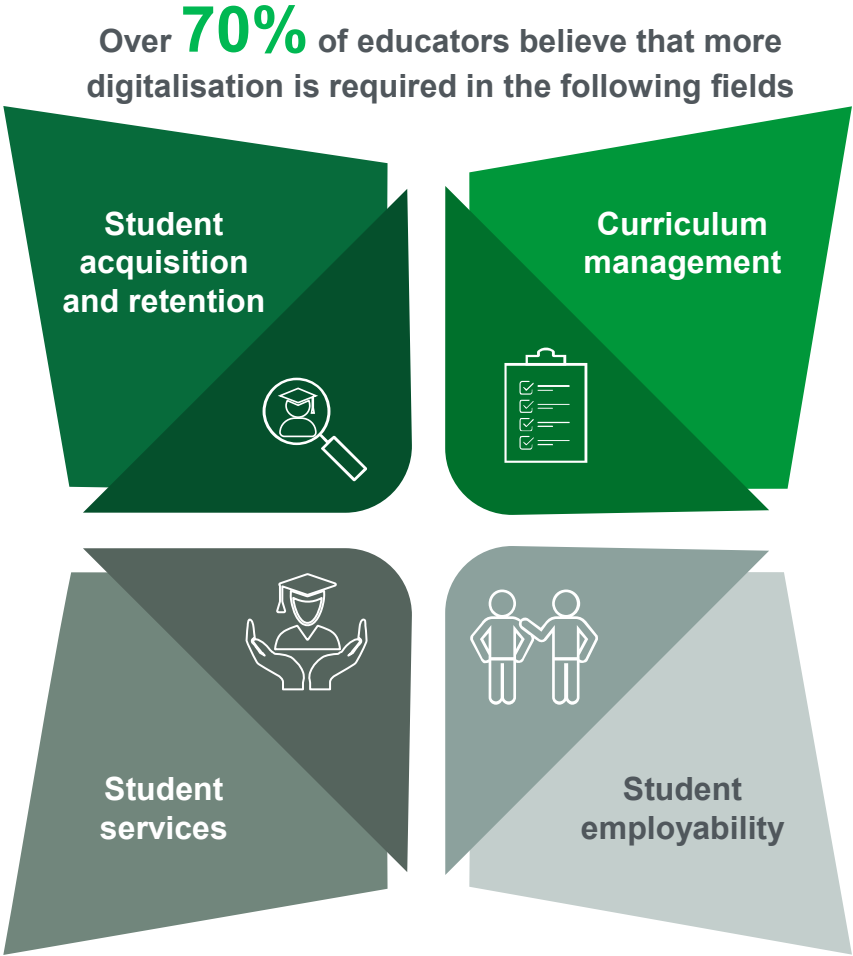 Over 70% of educators believe that more
digitalisation is required in the following fields
Student
acquisition
and retention
Curriculum
management
Student
services
Student
employability